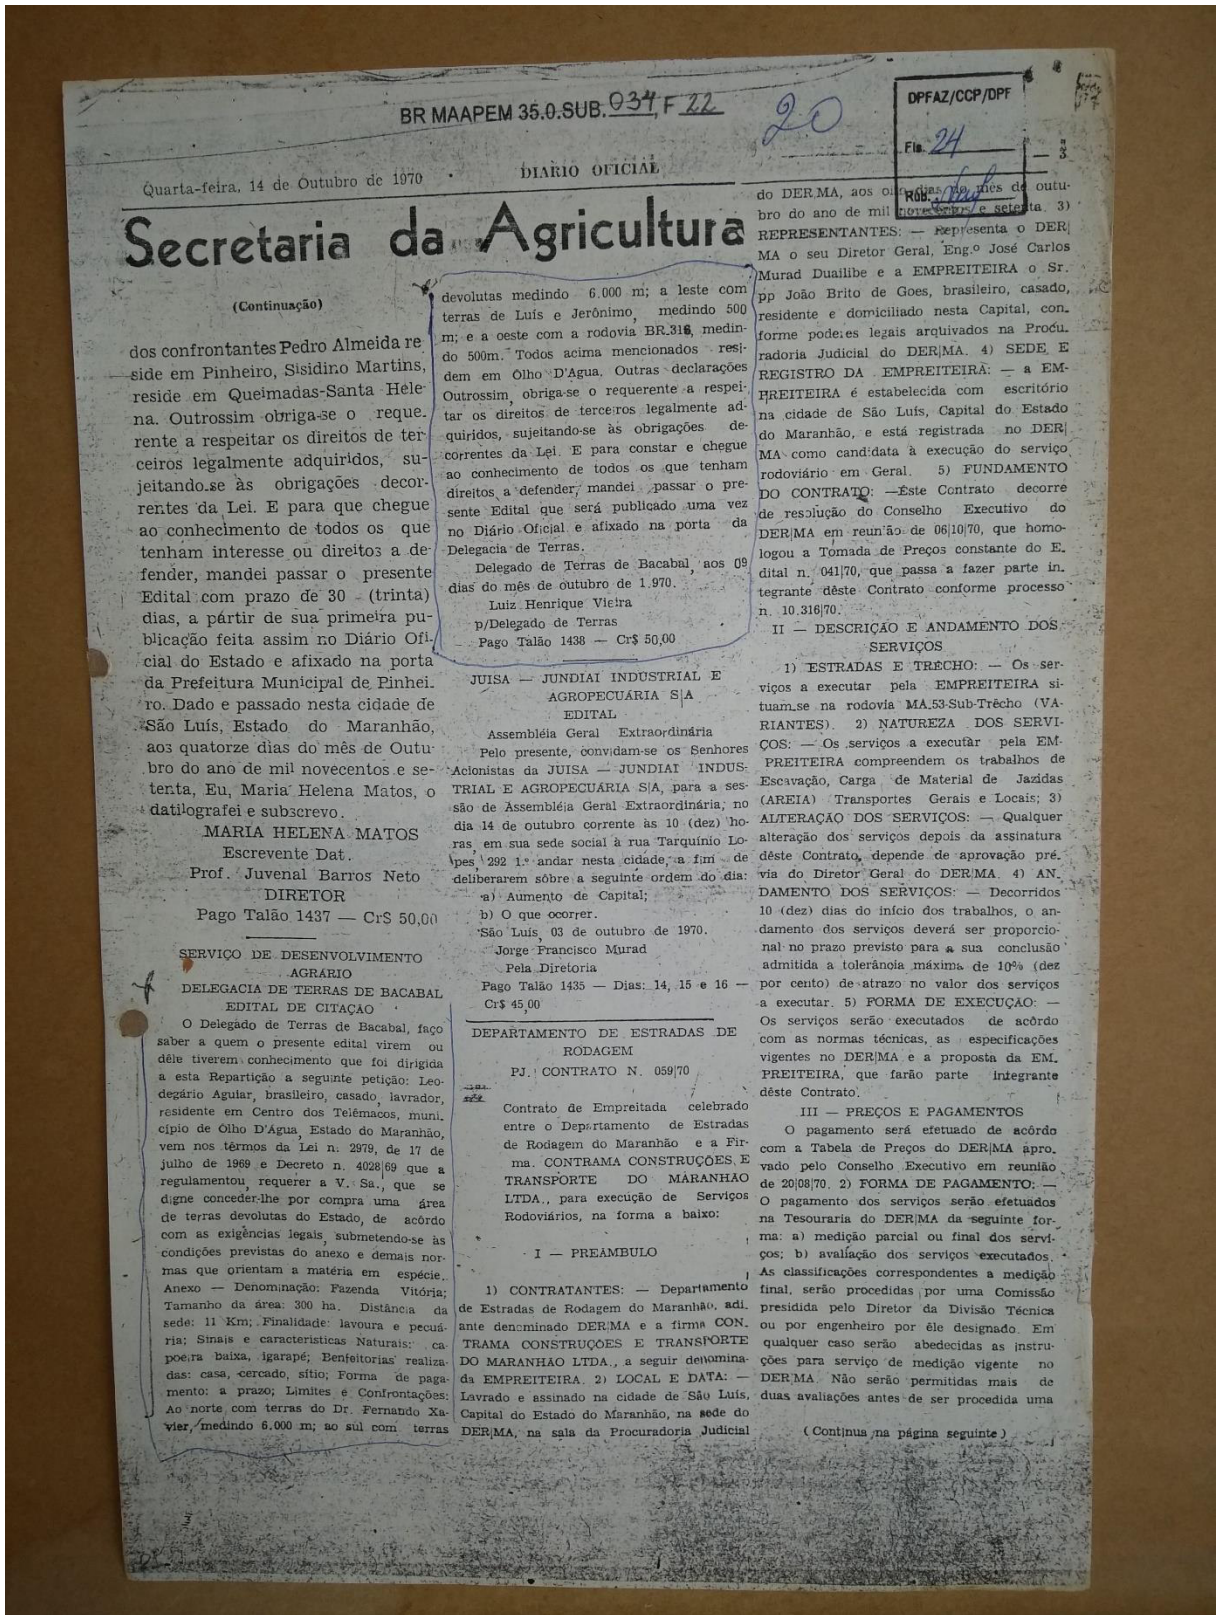 BR MAAPEM 35.0.SUB. 034, F 22
20
DPFAZ/CCP/DPF
Fls. 24
Rúb.:
Quarta-feira, 14 de Outubro de 1970
DIARIO OFICIAL
3
Secretaria da Agricultura
(Continuação)
dos confrontantes Pedro Almeida re
side em Pinheiro, Sisidino Martins,
reside em Queimadas-Santa Hele-
na. Outrossim obriga-se o reque-
rente a respeitar os direitos de ter
ceiros legalmente adquiridos, su-
jeitando-se às obrigações decor-
rentes da Lei. E para que chegue
ao conhecimento de todos os que
tenham interesse ou direitos a de-
fender, mandei passar o presente
Edital com prazo de 30 (trinta)
dias, a pártir de sua primeira pu-
blicação feita assim no Diário Ofi-
cial do Estado e afixado na porta
da Prefeitura Municipal de Pinhei-
ro. Dado e passado nesta cidade de
São Luís, Estado do Maranhão,
aos quatorze dias do mês de Outu
bro do ano de mil novecentos e se-
tenta, Eu, Maria Helena Matos, o
datilografei e subscrevo.
MARIA HELENA MATOS
Escrevente Dat.
Prof. Juvenal Barros Neto
DIRETOR
Pago Talão 1437 — Cr$ 50,00
SERVIÇO DE DESENVOLVIMENTO
AGRÁRIO
DELEGACIA DE TERRAS DE BACABAL
EDITAL DE CITAÇÃO
O Delegado de Terras de Bacabal, faço
saber a quem o presente edital virem ou
dêle tiverem conhecimento que foi dirigida
a esta Repartição a seguinte petição: Leo-
degário Aguiar, brasileiro, casado, lavrador,
residente em Centro dos Telêmacos, muni-
cípio de Ôlho D'Água, Estado do Maranhão,
vem nos têrmos da Lei n. 2979, de 17 de
julho de 1969 e Decreto n. 4028|69 que a
regulamentou, requerer a V. Sa., que se
digne conceder-lhe por compra uma área
de terras devolutas do Estado, de acôrdo
com as exigências legais, submetendo-se às
condições previstas do anexo e demais nor-
mas que orientam a matéria em espécie.
Anexo — Denominação: Fazenda Vitória;
Tamanho da área: 300 ha. Distância da
sede: 11 Km; Finalidade: lavoura e pecuá-
ria; Sinais e caracteristicas Naturais: ca-
poeira baixa, igarapé; Benfeitorias realiza-
das: casa, cercado, sítio; Forma de paga-
mento: a prazo; Limites e Confrontações:
Ao norte com terras do Dr. Fernando Xa-
vier, medindo 6.000 m; ao sul com terras
devolutas medindo 6.000 m; a leste com
terras de Luís e Jerônimo, medindo 500
m; e a oeste com a rodovia BR-316, medin-
do 500m. Todos acima mencionados resi-
dem em Ôlho D'Água. Outras declarações
Outrossim, obriga-se o requerente a respei-
tar os direitos de terceiros legalmente ad-
quiridos, sujeitando-se às obrigações de-
correntes da Lei. E para constar e chegue
ao conhecimento de todos os que tenham
direitos a defender, mandei passar o pre-
sente Edital que será publicado uma vez
no Diário Oficial e afixado na porta da
Delegacia de Terras.
Delegado de Terras de Bacabal, aos 09
dias do mês de outubro de 1.970.
Luiz Henrique Vieira
p/Delegado de Terras
Pago Talão 1438 — Cr$ 50,00
JUISA — JUNDIAI INDUSTRIAL E
AGROPECUÁRIA S|A
EDITAL
Assembléia Geral Extraordinária
Pelo presente, convidam-se os Senhores
Acionistas da JUISA — JUNDIAI INDUS-
TRIAL E AGROPECUÁRIA S|A, para a ses-
são de Assembléia Geral Extraordinária, no
dia 14 de outubro corrente às 10 (dez) ho-
ras, em sua sede social à rua Tarquínio Lo-
pes, 292 1.º andar nesta cidade, a fim de
deliberarem sôbre a seguinte ordem do dia:
a) Aumento de Capital;
b) O que ocorrer.
São Luís, 03 de outubro de 1970.
Jorge Francisco Murad
Pela Diretoria
Pago Talão 1435 — Dias: 14, 15 e 16 —
Cr$ 45,00
DEPARTAMENTO DE ESTRADAS DE
RODAGEM
PJ. CONTRATO N. 059|70
Contrato de Empreitada celebrado
entre o Departamento de Estradas
de Rodagem do Maranhão e a Fir-
ma. CONTRAMA CONSTRUÇÕES E
TRANSPORTE DO MARANHÃO
LTDA., para execução de Serviços
Rodoviários, na forma a baixo:
I — PREAMBULO
1) CONTRATANTES: — Departamento
de Estradas de Rodagem do Maranhão, adi-
ante denominado DER|MA e a firma CON-
TRAMA CONSTRUÇÕES E TRANSPORTE
DO MARANHAO LTDA., a seguir denomina-
da EMPREITEIRA. 2) LOCAL E DATA: —
Lavrado e assinado na cidade de São Luís,
Capital do Estado do Maranhão, na sede do
DER|MA, na sala da Procuradoria Judicial
do DER.MA, aos oito dias do mês de outu-
bro do ano de mil novecentos e setenta. 3)
REPRESENTANTES: — Representa o DER|
MA o seu Diretor Geral, Eng.º José Carlos
Murad Duailibe e a EMPREITEIRA o Sr.
pp João Brito de Goes, brasileiro, casado,
residente e domiciliado nesta Capital, con-
forme poderes legais arquivados na Procu-
radoria Judicial do DER|MA. 4) SEDE E
REGISTRO DA EMPREITEIRA: — a EM-
PREITEIRA é estabelecida com escritório
na cidade de São Luís, Capital do Estado
do Maranhão, e está registrada no DER|
MA como candidata à execução do serviço
rodoviário em Geral. 5) FUNDAMENTO
DO CONTRATO: —Êste Contrato decorre
de resolução do Conselho Executivo do
DER|MA em reunião de 06|10|70, que homo-
logou a Tomada de Preços constante do E-
dital n. 041|70, que passa a fazer parte in-
tegrante dêste Contrato conforme processo
n. 10.316|70.
II — DESCRIÇÃO E ANDAMENTO DOS
SERVIÇOS
1) ESTRADAS E TRECHO: — Os ser-
viços a executar pela EMPREITEIRA si-
tuam-se na rodovia MA-53-Sub-Trêcho (VA-
RIANTES). 2) NATUREZA DOS SERVI-
ÇOS: — Os serviços a executar pela EM-
PREITEIRA compreendem os trabalhos de
Escavação, Carga de Material de Jazidas
(AREIA) Transportes Gerais e Locais; 3)
ALTERAÇÃO DOS SERVIÇOS: — Qualquer
alteração dos serviços depois da assinatura
dêste Contrato, depende de aprovação pré-
via do Diretor Geral do DER|MA. 4) AN-
DAMENTO DOS SERVIÇOS: — Decorridos
10 (dez) dias do início dos trabalhos, o an-
damento dos serviços deverá ser proporcio-
nal no prazo previsto para a sua conclusão
admitida a tolerância máxima de 10% (dez
por cento) de atrazo no valor dos serviços
a executar. 5) FORMA DE EXECUÇÃO: —
Os serviços serão executados de acôrdo
com as normas técnicas, as especificações
vigentes no DER|MA e a proposta da EM-
PREITEIRA, que farão parte integrante
dêste Contrato.
III — PREÇOS E PAGAMENTOS
O pagamento será efetuado de acôrdo
com a Tabela de Preços do DER|MA apro-
vado pelo Conselho Executivo em reunião
de 20|08|70. 2) FORMA DE PAGAMENTO: —
O pagamento dos serviços serão efetuados
na Tesouraria do DER|MA da seguinte for-
ma: a) medição parcial ou final dos servi-
ços; b) avaliação dos serviços executados.
As classificações correspondentes a medição
final, serão procedidas por uma Comissão
presidida pelo Diretor da Divisão Técnica
ou por engenheiro por êle designado. Em
qualquer caso serão abedecidas as instru-
ções para serviço de medição vigente no
DER|MA. Não serão permitidas mais de
duas avaliações antes de ser procedida uma
(Continua na página seguinte)